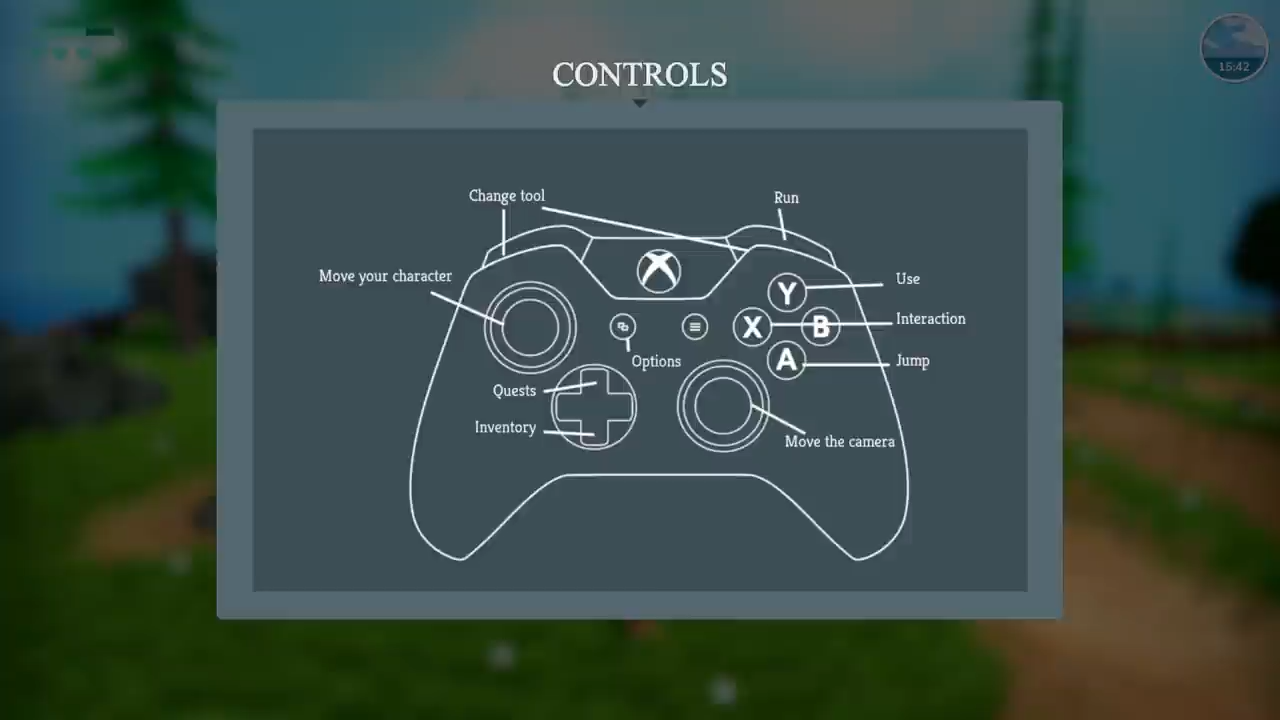 15:42
CONTROLS
Change tool
Run
Move your character
Use
Y
Interaction
X
B
Options
A
Jump
Quests
Inventory
Move the camera